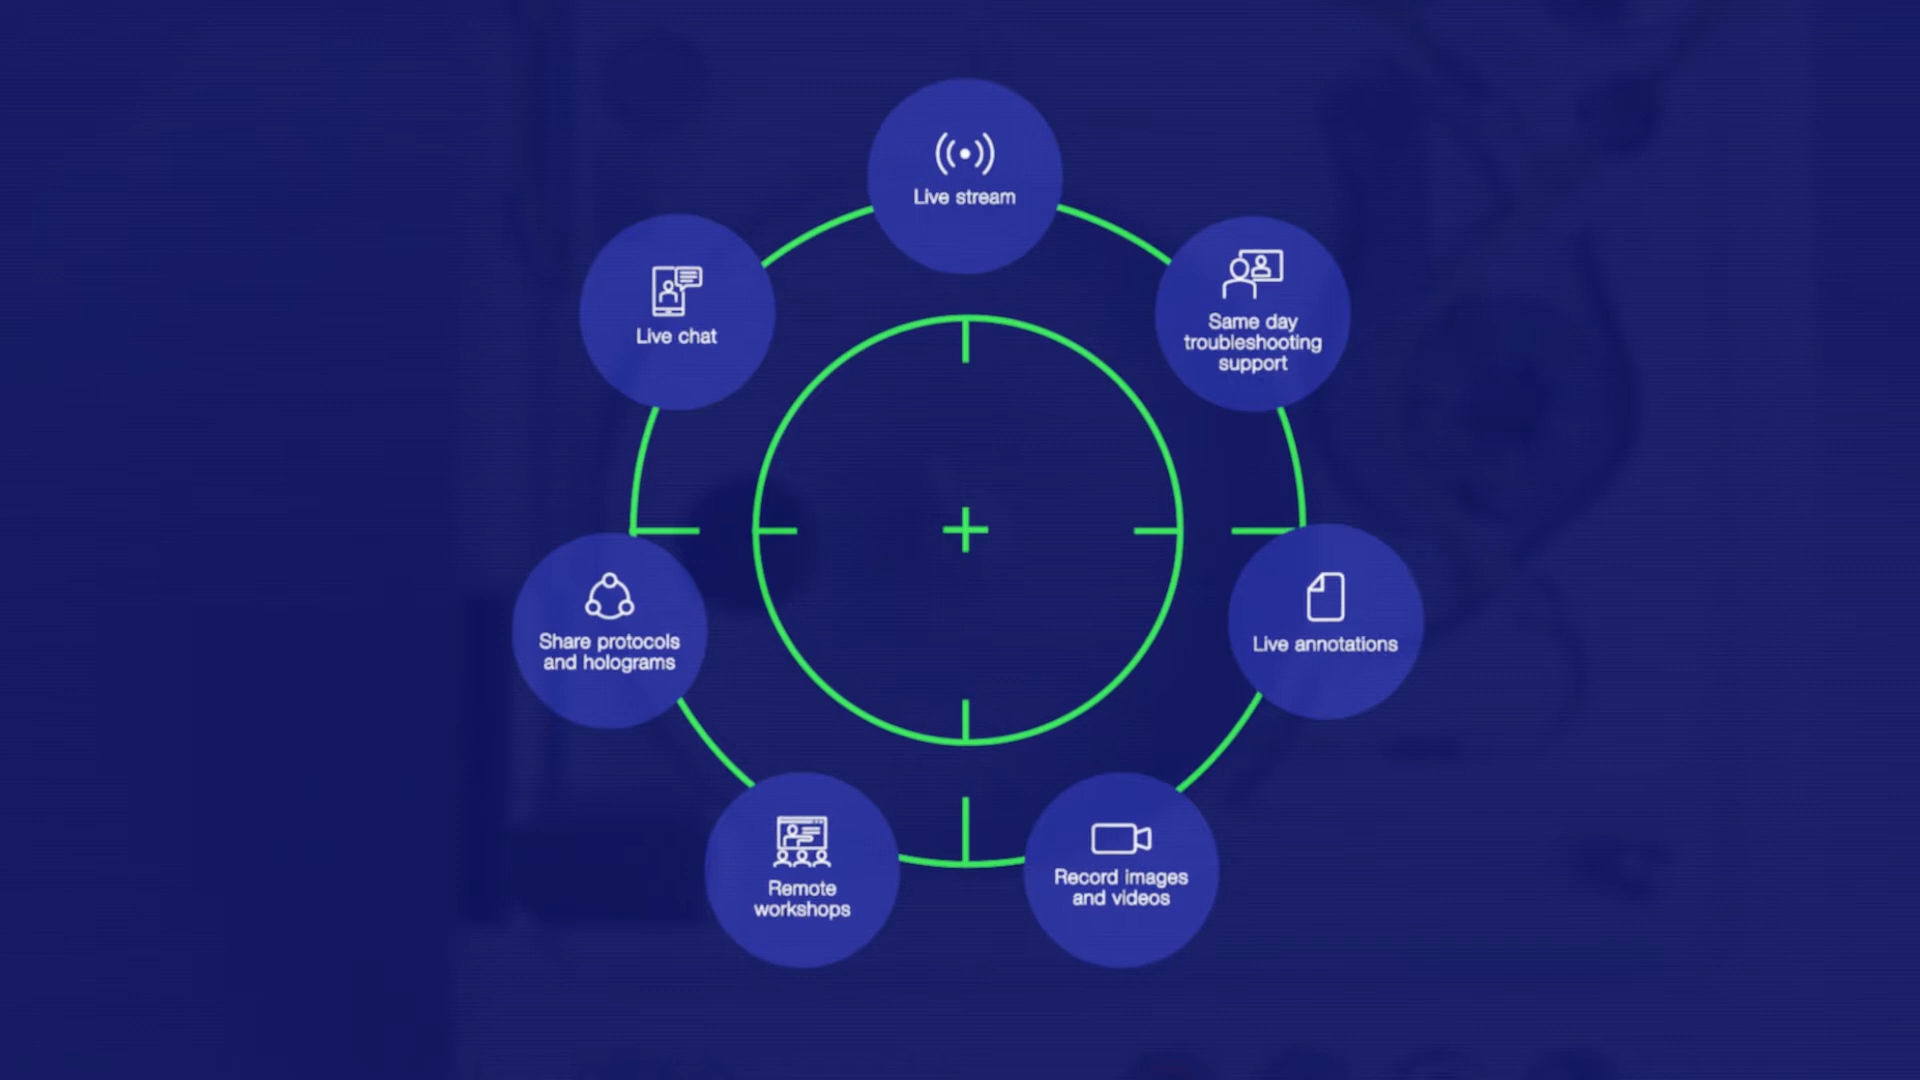 Live stream
Live chat
Same day
troubleshooting
support
Share protocols
and holograms
Live annotations
Remote
workshops
Record images
and videos